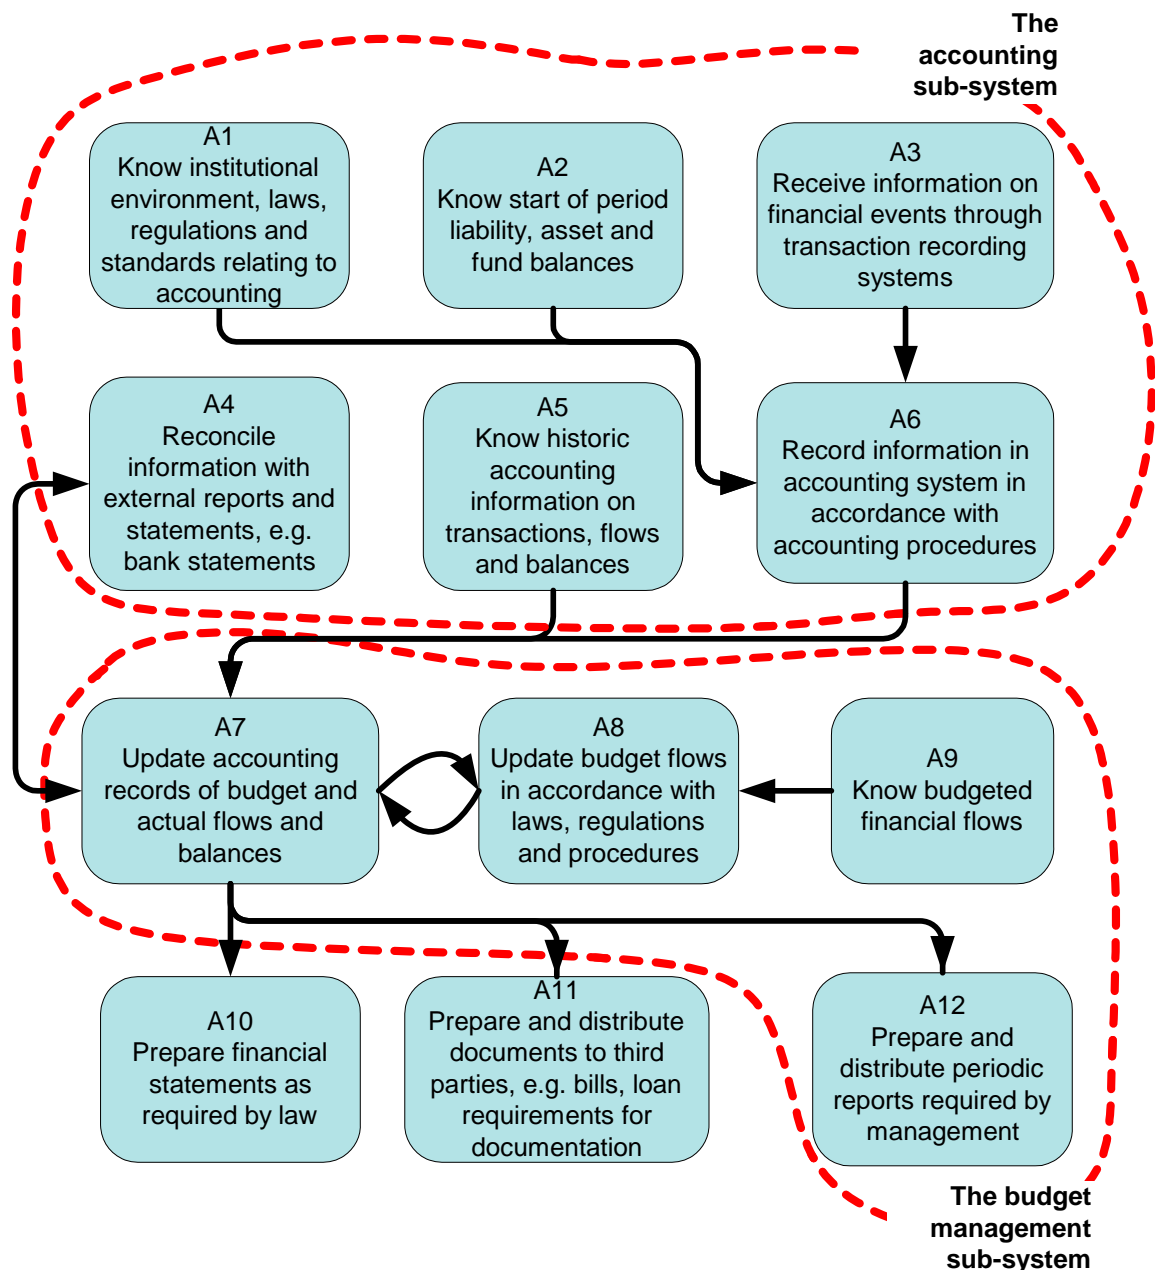 The
accounting
sub-system
A1
Know institutional
environment, laws,
regulations and
standards relating to
accounting
A2
Know start of period
liability, asset and
fund balances
A3
Receive information on
financial events through
transaction recording
systems
A4
Reconcile
information with
external reports and
statements, e.g.
bank statements
A5
Know historic
accounting
information on
transactions, flows
and balances
A6
Record information in
accounting system in
accordance with
accounting procedures
A7
Update accounting
records of budget and
actual flows and
balances
A8
Update budget flows
in accordance with
laws, regulations
and procedures
A9
Know budgeted
financial flows
A10
Prepare financial
statements as
required by law
A11
Prepare and distribute
documents to third
parties, e.g. bills, loan
requirements for
documentation
A12
Prepare and
distribute periodic
reports required by
management
The budget
management
sub-system